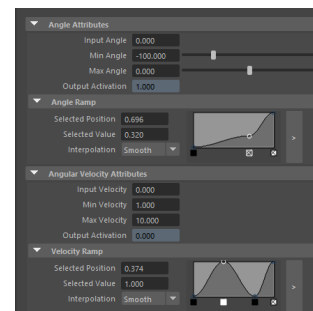 Angle Attributes
Input Angle 0.000
Min Angle -100.000
Max Angle 0.000
Output Activation 1.000
Angle Ramp
Selected Position 0.696
Selected Value 0.320
Interpolation Smooth
>
Angular Velocity Attributes
Input Velocity 0.000
Min Velocity 1.000
Max Velocity 10.000
Output Activation 0.000
Velocity Ramp
Selected Position 0.374
Selected Value 1.000
Interpolation Smooth
>